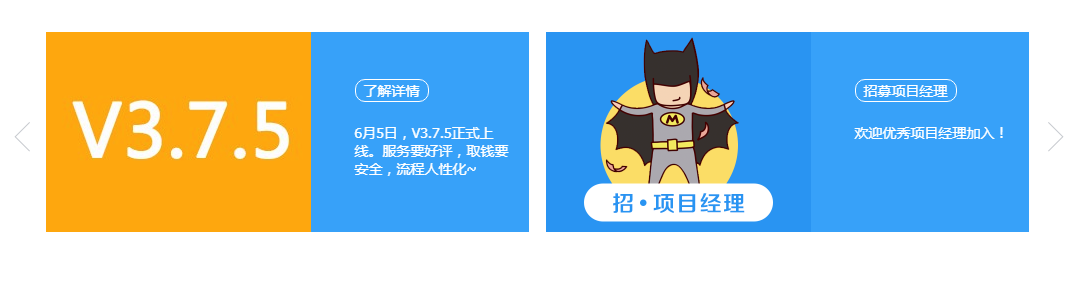 V3.7.5
了解详情
6月5日，V3.7.5正式上
线。服务要好评，取钱要
安全，流程人性化~
M
招·项目经理
招募项目经理
欢迎优秀项目经理加入！